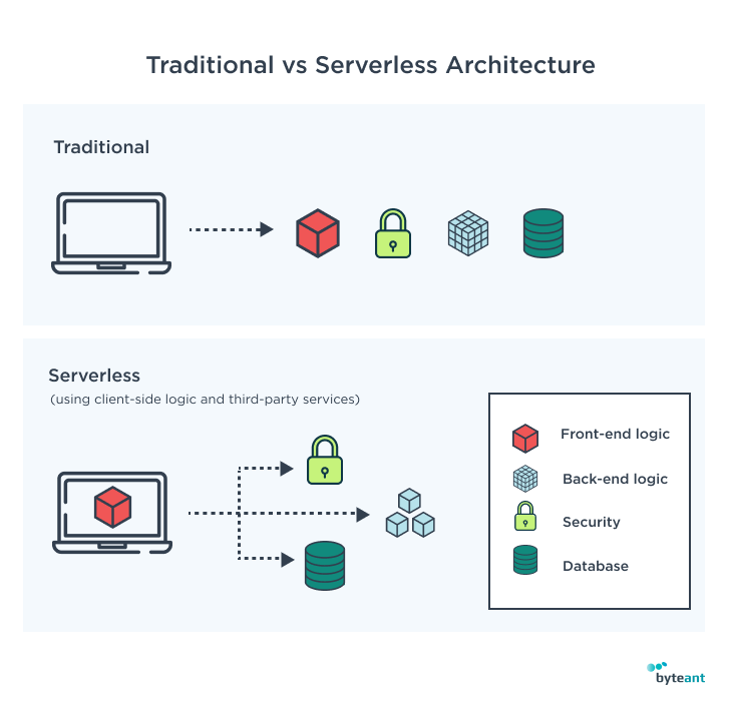 Traditional vs Serverless Architecture
Traditional
Serverless
(using client-side logic and third-party services)
Front-end logic
Back-end logic
Security
Database
byteant